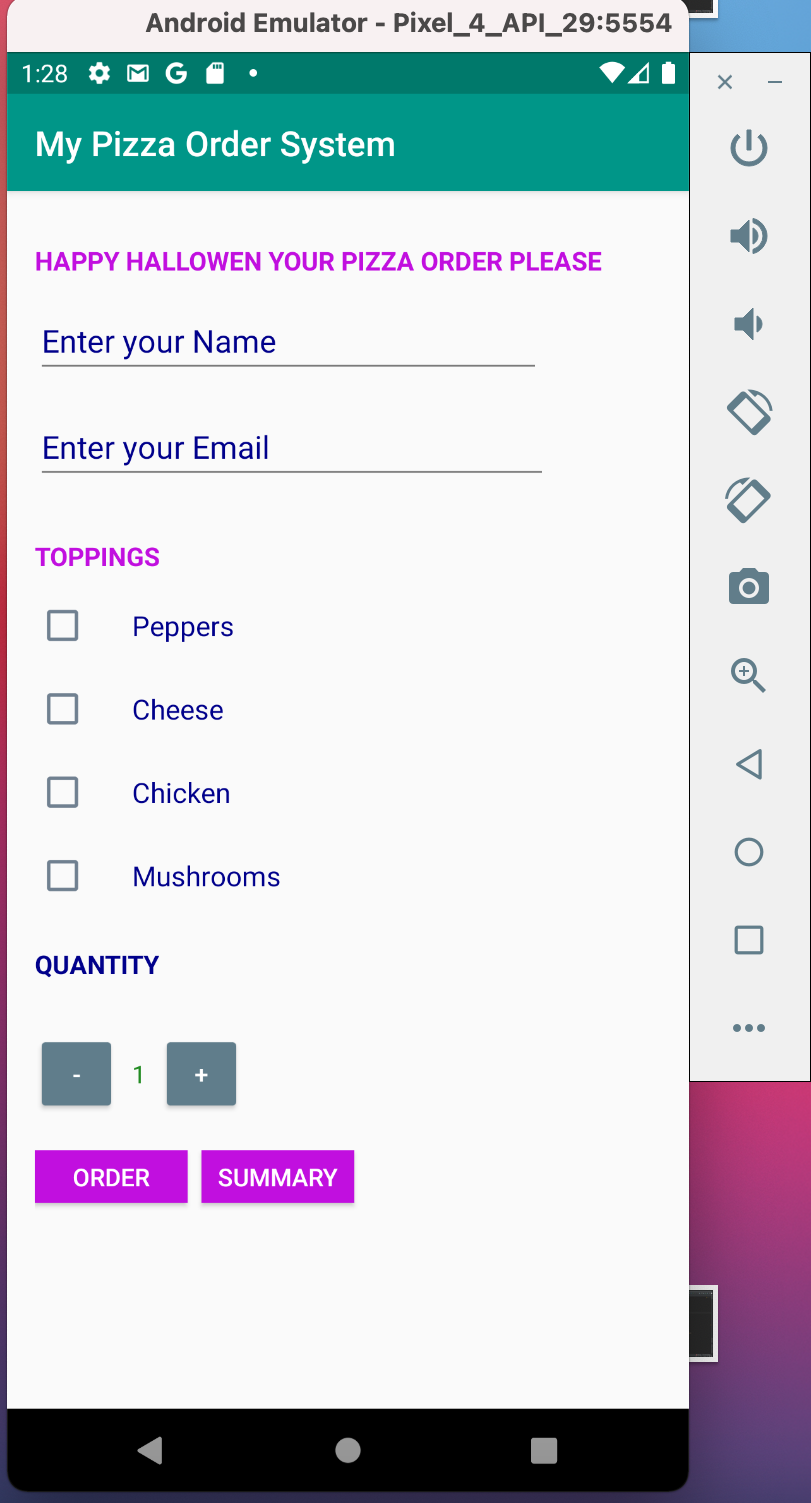 Android Emulator - Pixel_4_API_29:5554
1:28
My Pizza Order System
HAPPY HALLOWEN YOUR PIZZA ORDER PLEASE
Enter your Name
Enter your Email
TOPPINGS
Peppers
Cheese
Chicken
Mushrooms
QUANTITY
- 1 +
ORDER SUMMARY